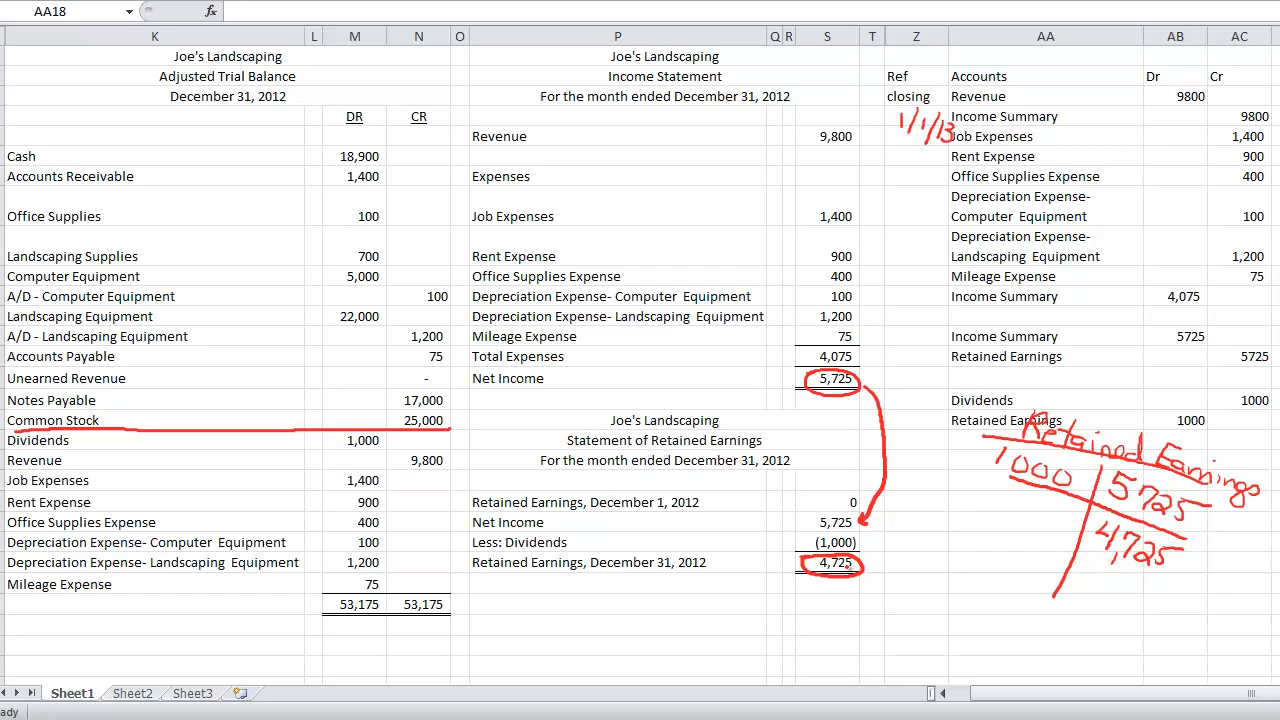 AA18 fx
K L M N O P Q R S T Z AA AB AC
Joe's Landscaping
Adjusted Trial Balance
December 31, 2012
DR CR
Cash 18,900
Accounts Receivable 1,400
Office Supplies 100
Landscaping Supplies 700
Computer Equipment 5,000
A/D - Computer Equipment 100
Landscaping Equipment 22,000
A/D - Landscaping Equipment 1,200
Accounts Payable 75
Unearned Revenue -
Notes Payable 17,000
Common Stock 25,000
Dividends 1,000
Revenue 9,800
Job Expenses 1,400
Rent Expense 900
Office Supplies Expense 400
Depreciation Expense- Computer Equipment 100
Depreciation Expense- Landscaping Equipment 1,200
Mileage Expense 75
53,175 53,175
Joe's Landscaping
Income Statement
For the month ended December 31, 2012
Revenue 9,800
Expenses
Job Expenses 1,400
Rent Expense 900
Office Supplies Expense 400
Depreciation Expense- Computer Equipment 100
Depreciation Expense- Landscaping Equipment 1,200
Mileage Expense 75
Total Expenses 4,075
Net Income 5,725
Joe's Landscaping
Statement of Retained Earnings
For the month ended December 31, 2012
Retained Earnings, December 1, 2012 0
Net Income 5,725
Less: Dividends (1,000)
Retained Earnings, December 31, 2012 4,725
Ref Accounts Dr Cr
closing Revenue 9800
1/1/13 Income Summary 9800
Job Expenses 1,400
Rent Expense 900
Office Supplies Expense 400
Depreciation Expense-
Computer Equipment 100
Depreciation Expense-
Landscaping Equipment 1,200
Mileage Expense 75
Income Summary 4,075
Income Summary 5725
Retained Earnings 5725
Dividends 1000
Retained Earnings 1000
Retained Earnings
1000 5725
4,725
Sheet1 Sheet2 Sheet3
ady